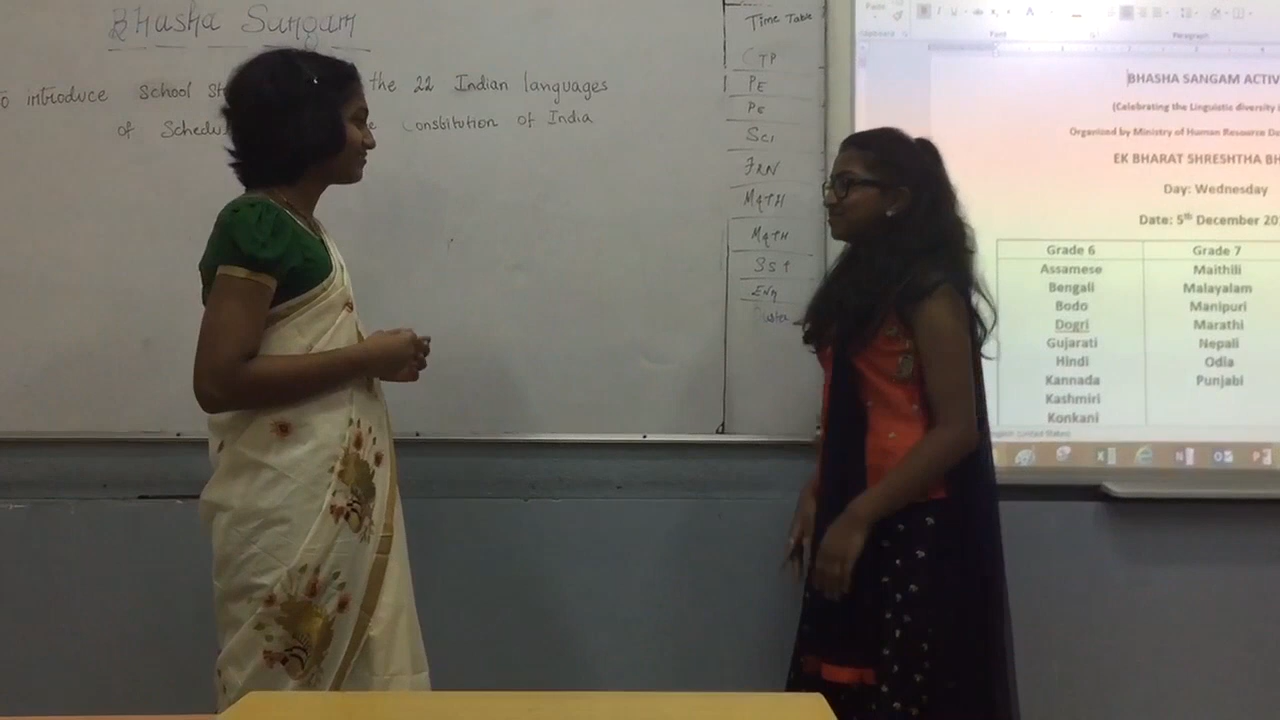 Bhasha Sangam
to introduce School the 22 Indian languages
of Schedu Constitution of India
Time Table
CTP
PE
PE
Sci
FRN
MATH
MATH
SSt
Eng
Font
Paragraph
BHASHA SANGAM ACTIV
(Celebrating the Linguistic diversity
Organized by Ministry of Human Resource De
EK BHARAT SHRESHTHA BH
Day: Wednesday
Date: 5th December 20
Grade 6 Grade 7
Assamese Maithili
Bengali Malayalam
Bodo Manipuri
Dogri Marathi
Gujarati Nepali
Hindi Odia
Kannada Punjabi
Kashmiri
Konkani